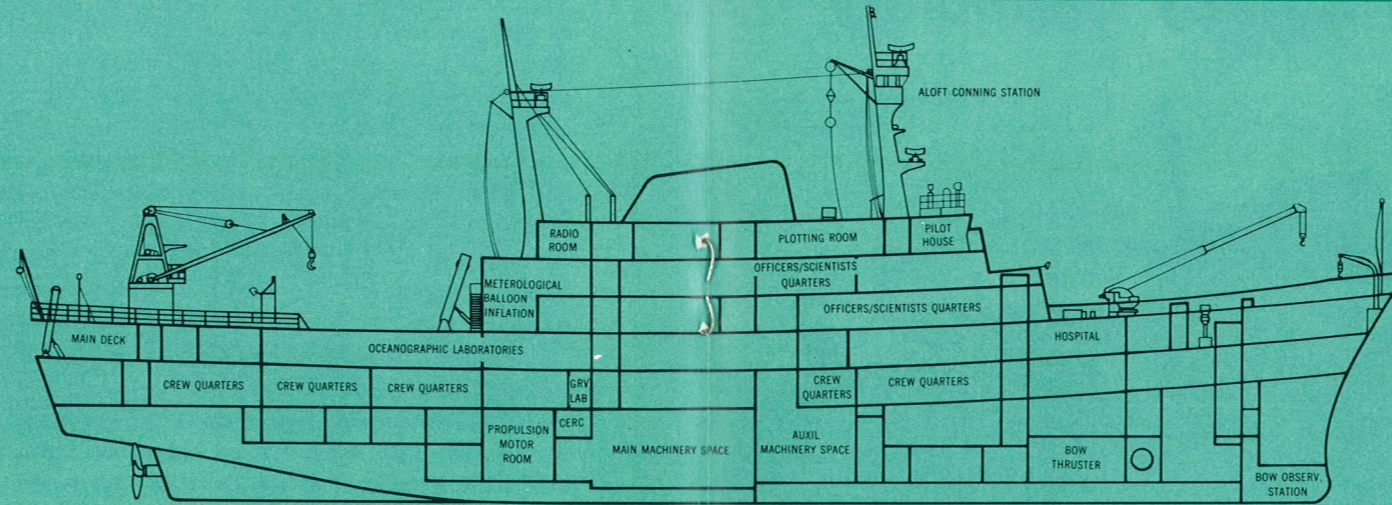 ALOFT CONNING STATION
RADIO
ROOM
PLOTTING ROOM
PILOT
HOUSE
METEROLOGICAL
BALLOON
INFLATION
OFFICERS/SCIENTISTS
QUARTERS
OFFICERS/SCIENTISTS QUARTERS
MAIN DECK
OCEANOGRAPHIC LABORATORIES
HOSPITAL
CREW QUARTERS
CREW QUARTERS
CREW QUARTERS
GRV
LAB
CREW
QUARTERS
CREW QUARTERS
PROPULSION
MOTOR
ROOM
CERC
MAIN MACHINERY SPACE
AUXIL
MACHINERY SPACE
BOW
THRUSTER
BOW OBSERV.
STATION